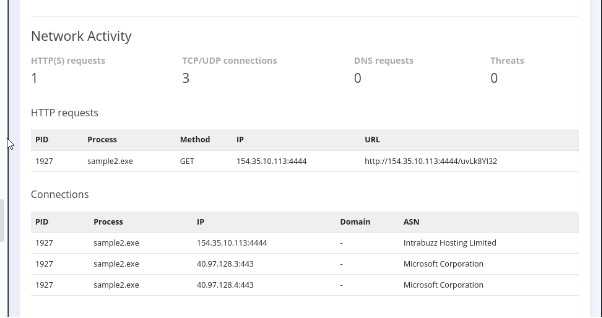 Network Activity
HTTP(S) requests TCP/UDP connections DNS requests Threats
1 3 0 0
HTTP requests
PID Process Method IP URL
1927 sample2.exe GET 154.35.10.113:4444 http://154.35.10.113:4444/uvLk8YI32
Connections
PID Process IP Domain ASN
1927 sample2.exe 154.35.10.113:4444 - Intrabuzz Hosting Limited
1927 sample2.exe 40.97.128.3:443 - Microsoft Corporation
1927 sample2.exe 40.97.128.4:443 - Microsoft Corporation